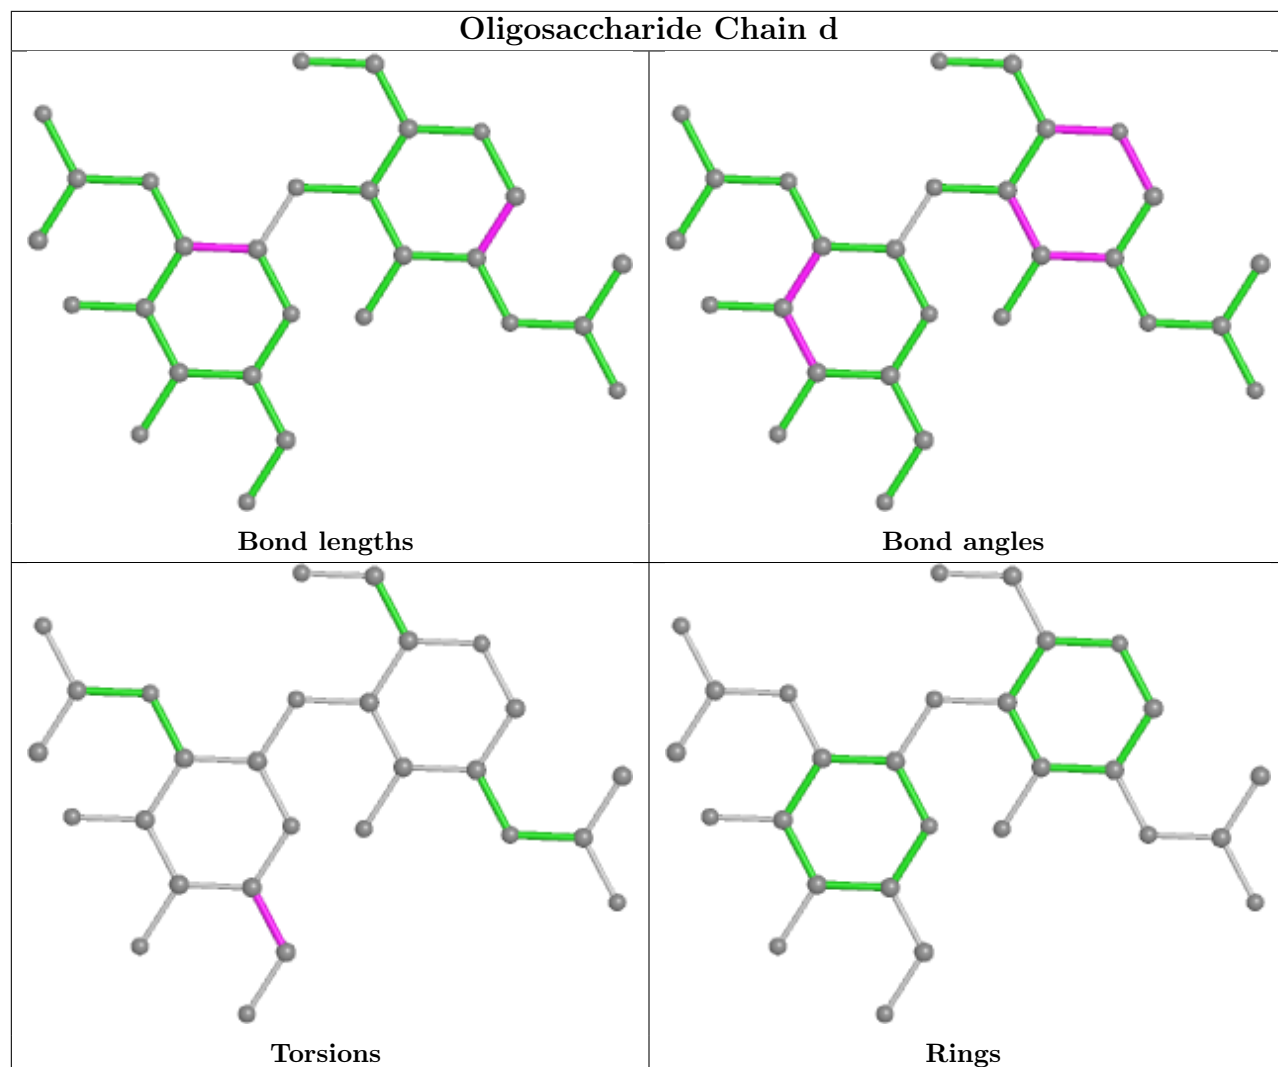 Oligosaccharide Chain d
Bond lengths
Bond angles
Torsions
Rings